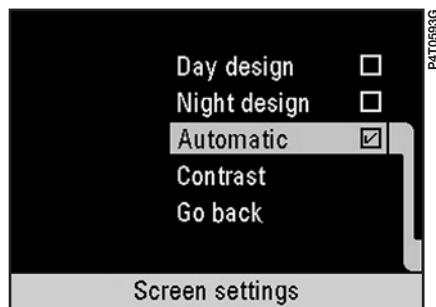 Day design
Night design
Automatic
Contrast
Go back
Screen settings
P4T0593G